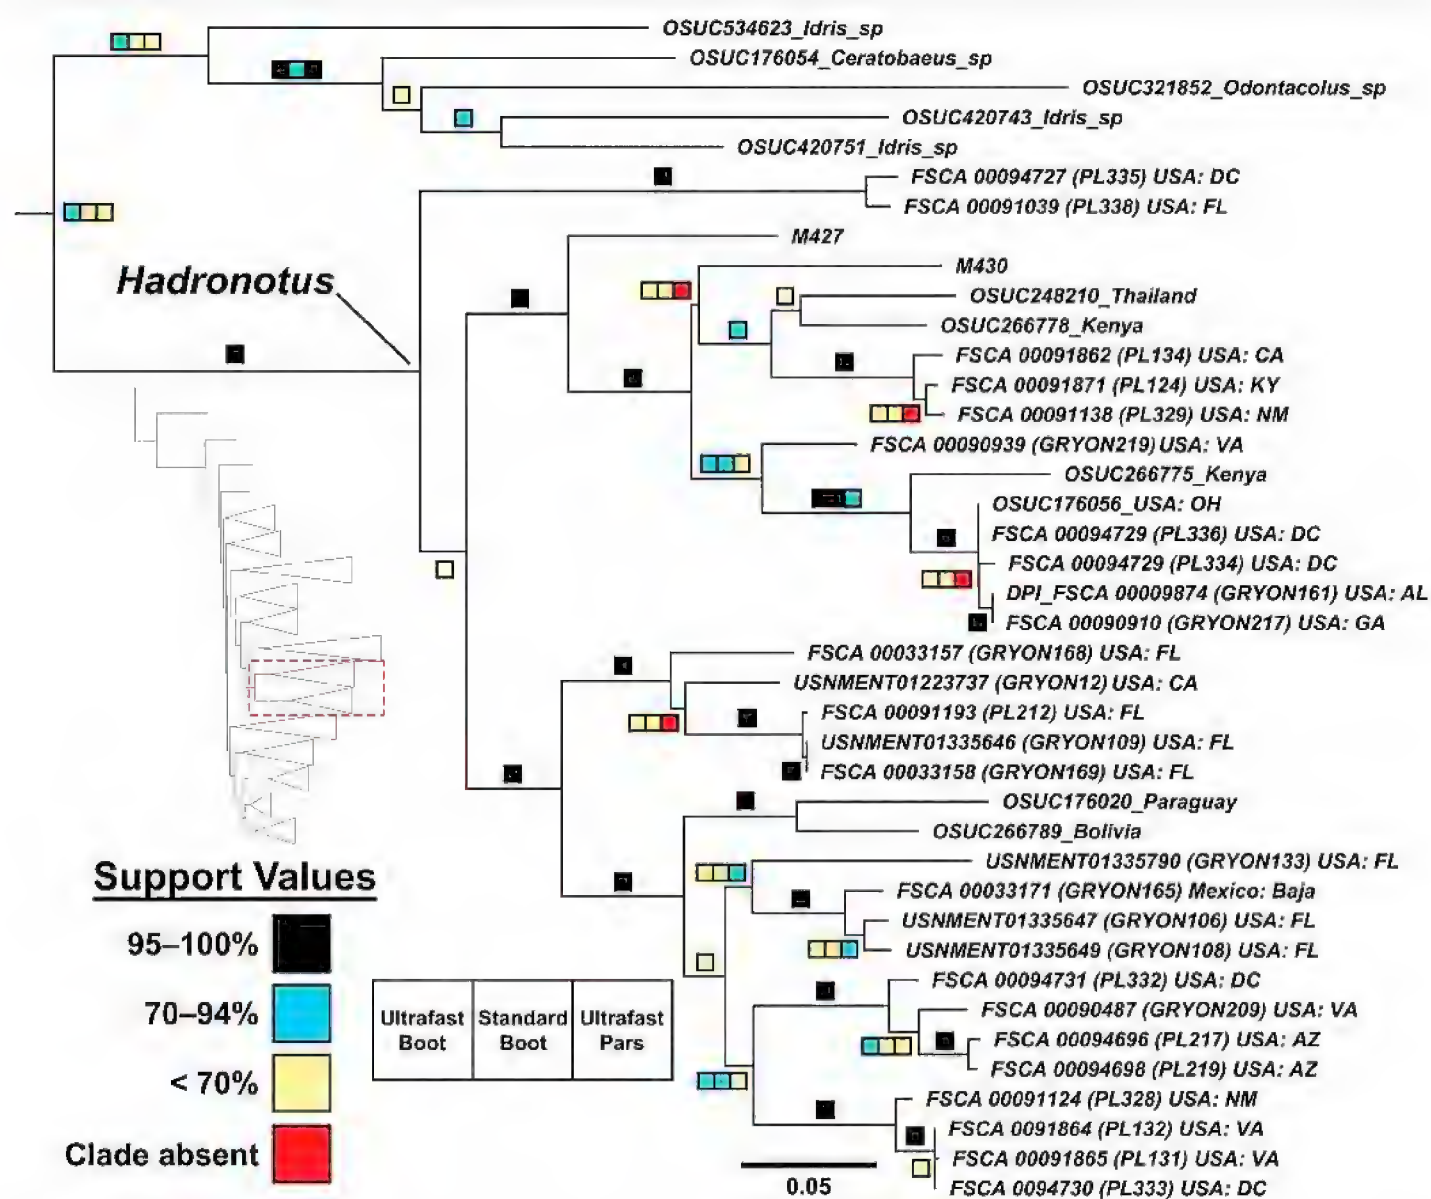 OSUC534623_Idris_sp
OSUC176054_Ceratobaeus_sp
OSUC321852_Odontacolus_sp
OSUC420743_Idris_sp
OSUC420751_Idris_sp
FSCA 00094727 (PL335) USA: DC
FSCA 00091039 (PL338) USA: FL
M427
Hadronotus
M430
OSUC248210_Thailand
OSUC266778_Kenya
FSCA 00091862 (PL134) USA: CA
FSCA 00091871 (PL124) USA: KY
FSCA 00091138 (PL329) USA: NM
FSCA 00090939 (GRYON219) USA: VA
OSUC266775_Kenya
OSUC176056_USA: OH
FSCA 00094729 (PL336) USA: DC
FSCA 00094729 (PL334) USA: DC
DPI_FSCA 00009874 (GRYON161) USA: AL
FSCA 00090910 (GRYON217) USA: GA
FSCA 00033157 (GRYON168) USA: FL
USNMENT01223737 (GRYON12) USA: CA
FSCA 00091193 (PL212) USA: FL
USNMENT01335646 (GRYON109) USA: FL
FSCA 00033158 (GRYON169) USA: FL
OSUC176020_Paraguay
OSUC266789_Bolivia
USNMENT01335790 (GRYON133) USA: FL
FSCA 00033171 (GRYON165) Mexico: Baja
USNMENT01335647 (GRYON106) USA: FL
USNMENT01335649 (GRYON108) USA: FL
FSCA 00094731 (PL332) USA: DC
FSCA 00090487 (GRYON209) USA: VA
FSCA 00094696 (PL217) USA: AZ
FSCA 00094698 (PL219) USA: AZ
FSCA 00091124 (PL328) USA: NM
FSCA 0091864 (PL132) USA: VA
FSCA 00091865 (PL131) USA: VA
FSCA 0094730 (PL333) USA: DC
Support Values
95–100%
70–94%
< 70%
Clade absent
Ultrafast Boot
Standard Boot
Ultrafast Pars
0.05